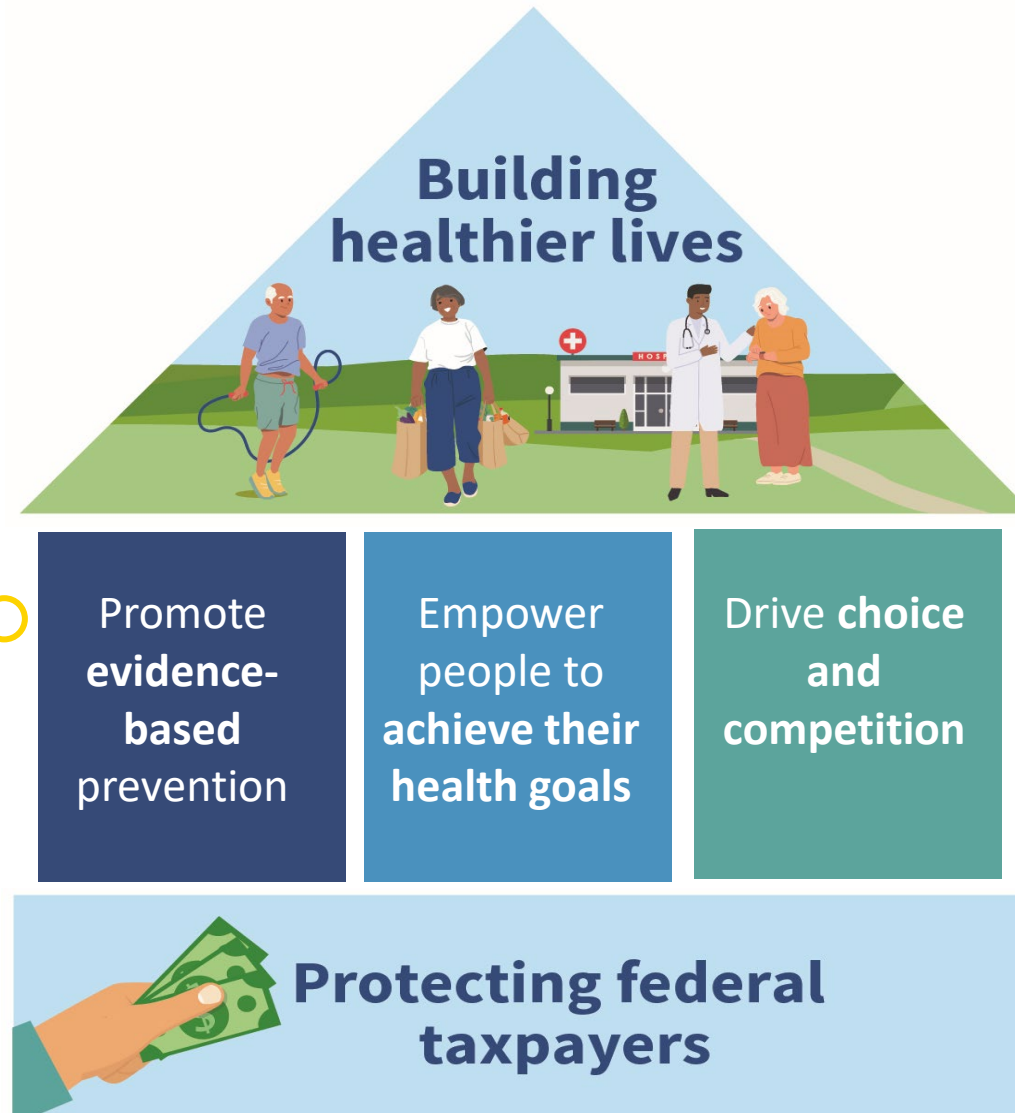 Building
healthier lives
HOSP
Promote
evidence-
based
prevention
Empower
people to
achieve their
health goals
Drive choice
and
competition
$
Protecting federal
taxpayers